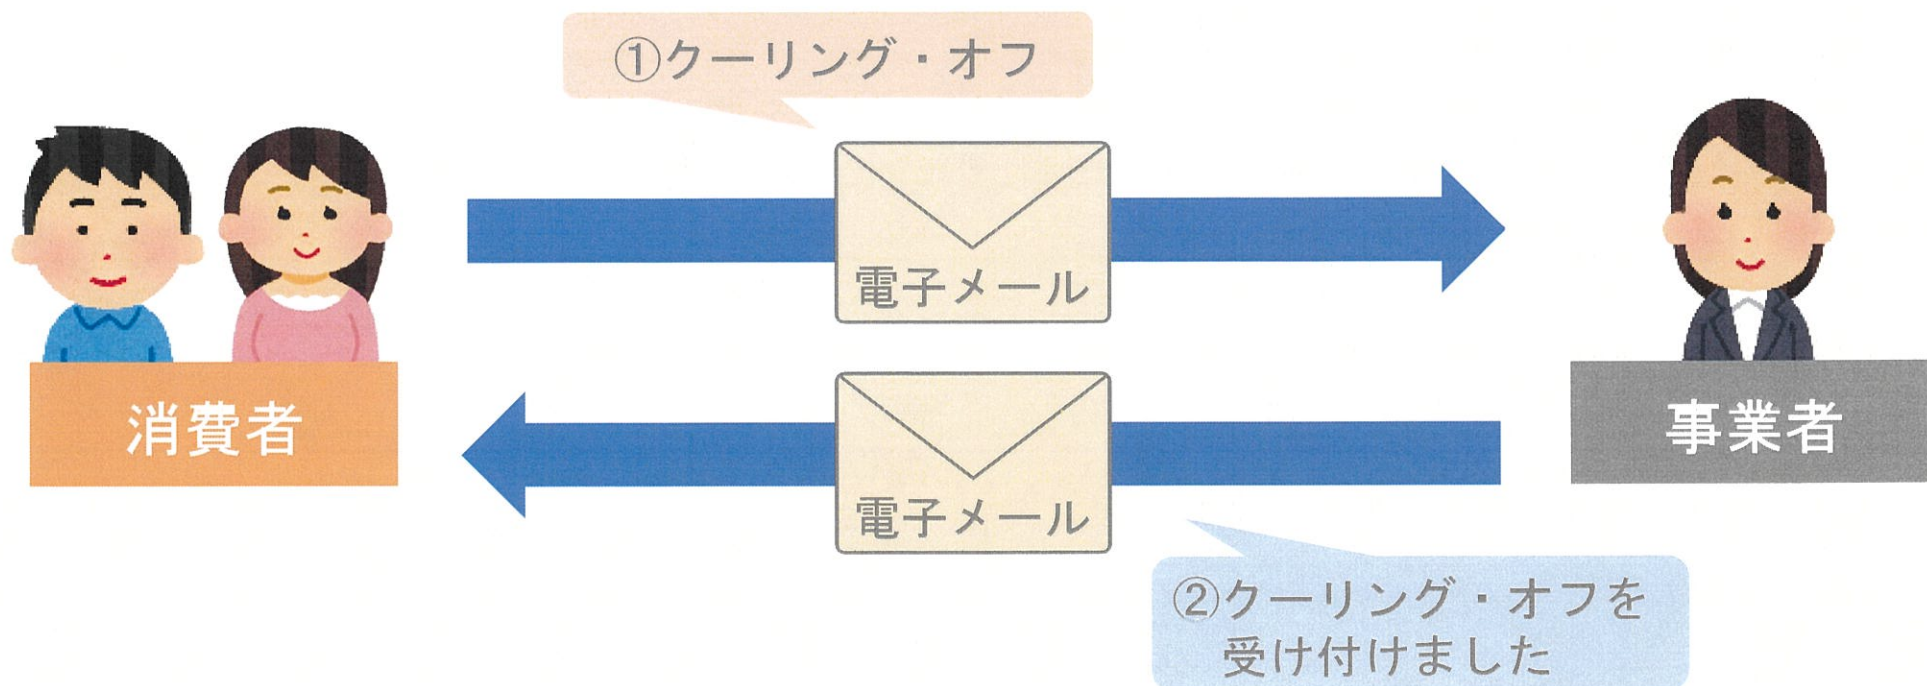 ①クーリング・オフ
電子メール
消費者
事業者
電子メール
②クーリング・オフを
受け付けました